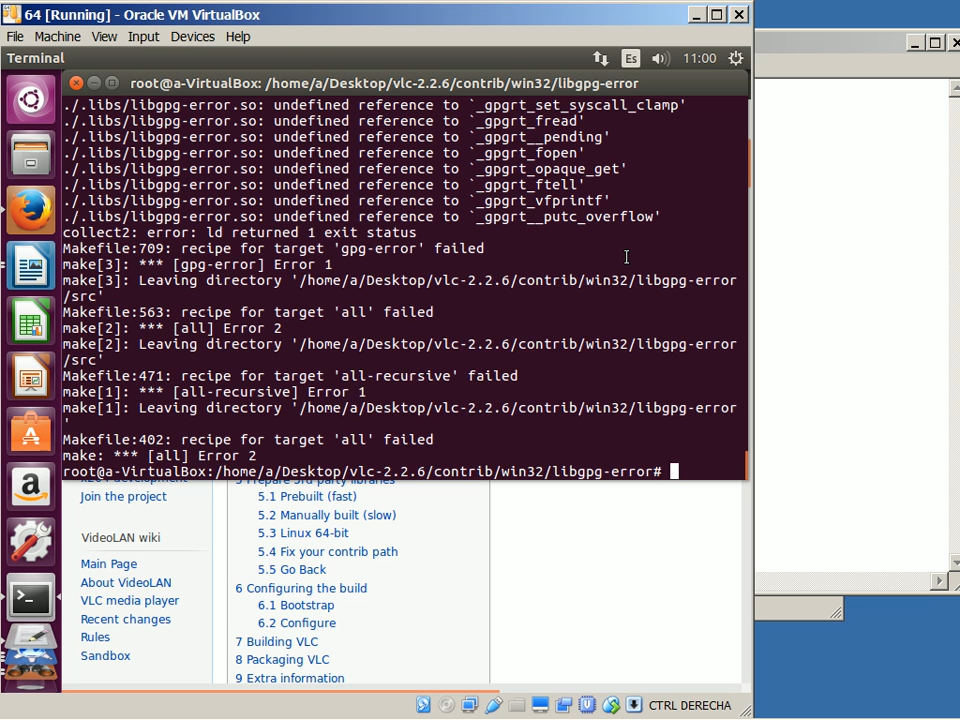 64 [Running] - Oracle VM VirtualBox
File Machine View Input Devices Help
Terminal
Es
11:00
root@a-VirtualBox: /home/a/Desktop/vlc-2.2.6/contrib/win32/libgpg-error
./.libs/libgpg-error.so: undefined reference to `_gpgrt_set_syscall_clamp'
./.libs/libgpg-error.so: undefined reference to `_gpgrt_fread'
./.libs/libgpg-error.so: undefined reference to `_gpgrt__pending'
./.libs/libgpg-error.so: undefined reference to `_gpgrt_fopen'
./.libs/libgpg-error.so: undefined reference to `_gpgrt_opaque_get'
./.libs/libgpg-error.so: undefined reference to `_gpgrt_ftell'
./.libs/libgpg-error.so: undefined reference to `_gpgrt_vfprintf'
./.libs/libgpg-error.so: undefined reference to `_gpgrt__putc_overflow'
collect2: error: ld returned 1 exit status
Makefile:709: recipe for target 'gpg-error' failed
make[3]: *** [gpg-error] Error 1
make[3]: Leaving directory '/home/a/Desktop/vlc-2.2.6/contrib/win32/libgpg-error
/src'
Makefile:563: recipe for target 'all' failed
make[2]: *** [all] Error 2
make[2]: Leaving directory '/home/a/Desktop/vlc-2.2.6/contrib/win32/libgpg-error
/src'
Makefile:471: recipe for target 'all-recursive' failed
make[1]: *** [all-recursive] Error 1
make[1]: Leaving directory '/home/a/Desktop/vlc-2.2.6/contrib/win32/libgpg-error
'
Makefile:402: recipe for target 'all' failed
make: *** [all] Error 2
root@a-VirtualBox:/home/a/Desktop/vlc-2.2.6/contrib/win32/libgpg-error#
Join the project
VideoLAN wiki
Main Page
About VideoLAN
VLC media player
Recent changes
Rules
Sandbox
5 Prepare 3rd party libraries
5.1 Prebuilt (fast)
5.2 Manually built (slow)
5.3 Linux 64-bit
5.4 Fix your contrib path
5.5 Go Back
6 Configuring the build
6.1 Bootstrap
6.2 Configure
7 Building VLC
8 Packaging VLC
9 Extra information
CTRL DERECHA